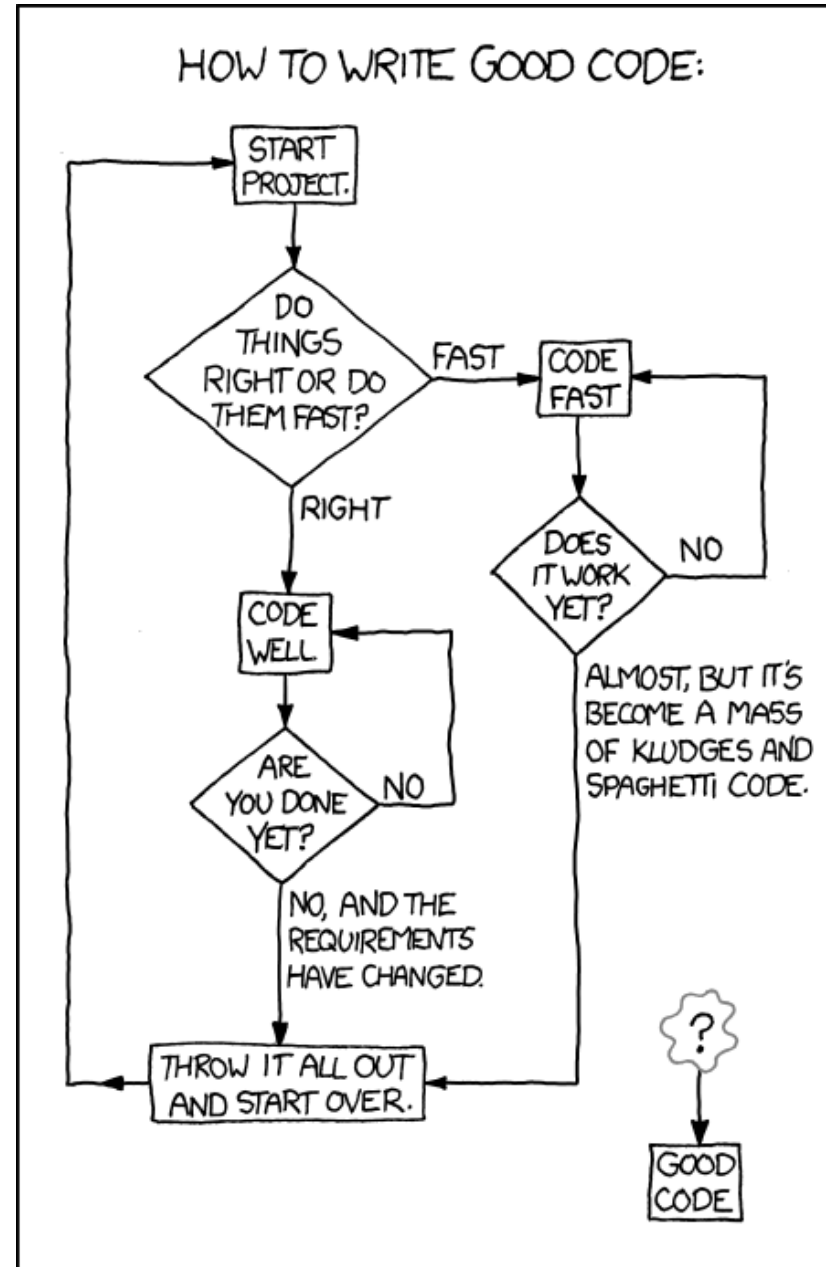 HOW TO WRITE GOOD CODE:
START
PROJECT.
DO
THINGS
RIGHT OR DO
THEM FAST?
FAST
CODE
FAST
RIGHT
DOES
IT WORK
YET?
NO
CODE
WELL
ALMOST, BUT IT'S
BECOME A MASS
OF KLUDGES AND
SPAGHETTI CODE.
ARE
YOU DONE
YET?
NO
NO, AND THE
REQUIREMENTS
HAVE CHANGED.
THROW IT ALL OUT
AND START OVER.
?
GOOD
CODE